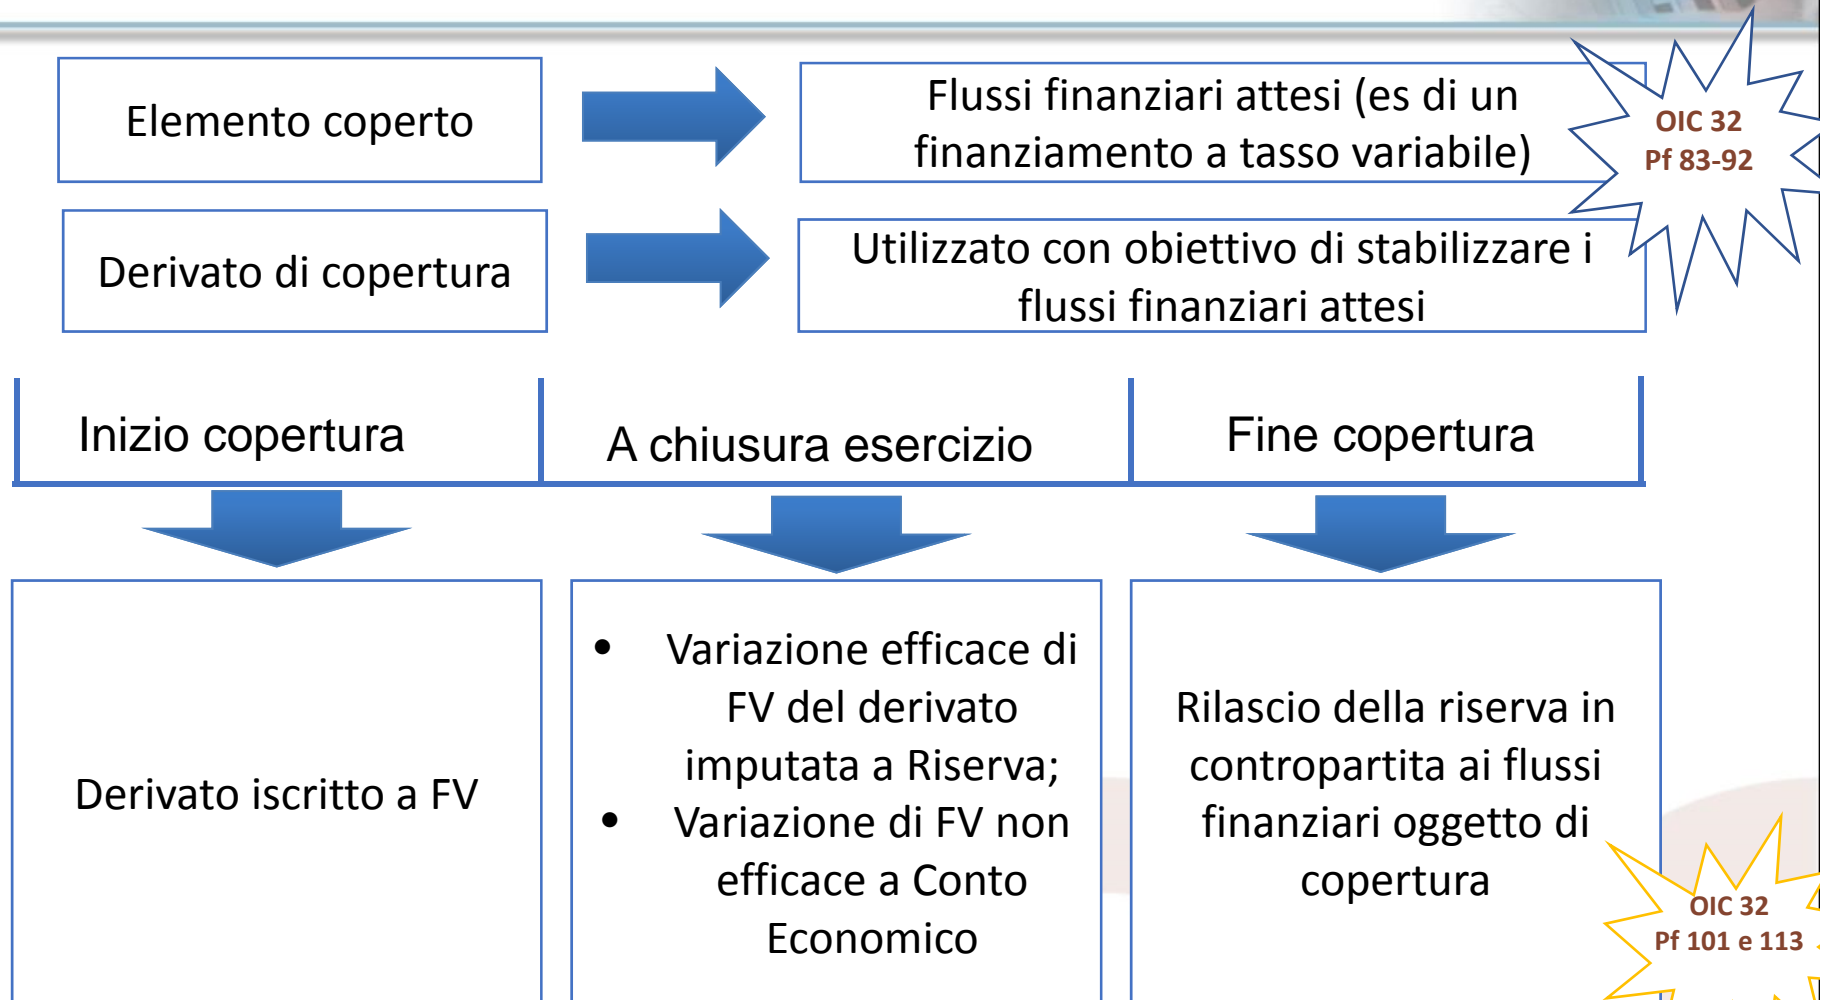 Elemento coperto
Flussi finanziari attesi (es di un
finanziamento a tasso variabile)
OIC 32
Pf 83-92
Derivato di copertura
Utilizzato con obiettivo di stabilizzare i
flussi finanziari attesi
Inizio copertura
A chiusura esercizio
Fine copertura
Derivato iscritto a FV
• Variazione efficace di
FV del derivato
imputata a Riserva;
• Variazione di FV non
efficace a Conto
Economico
Rilascio della riserva in
contropartita ai flussi
finanziari oggetto di
copertura
OIC 32
Pf 101 e 113